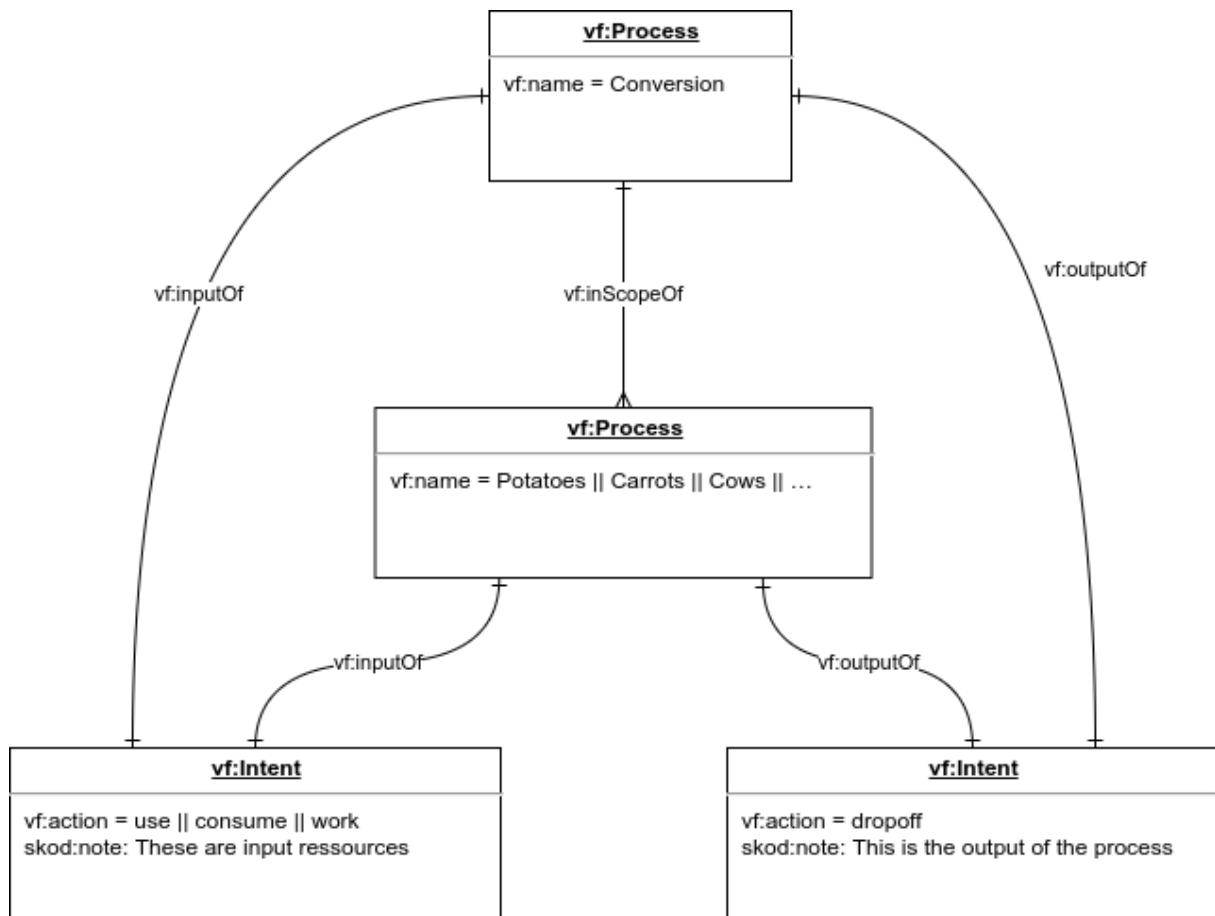 vf:Process
vf:name = Conversion
vf:inputOf
vf:inScopeOf
vf:outputOf
vf:Process
vf:name = Potatoes || Carrots || Cows || …
vf:inputOf
vf:outputOf
vf:Intent
vf:action = use || consume || work
skod:note: These are input ressources
vf:Intent
vf:action = dropoff
skod:note: This is the output of the process